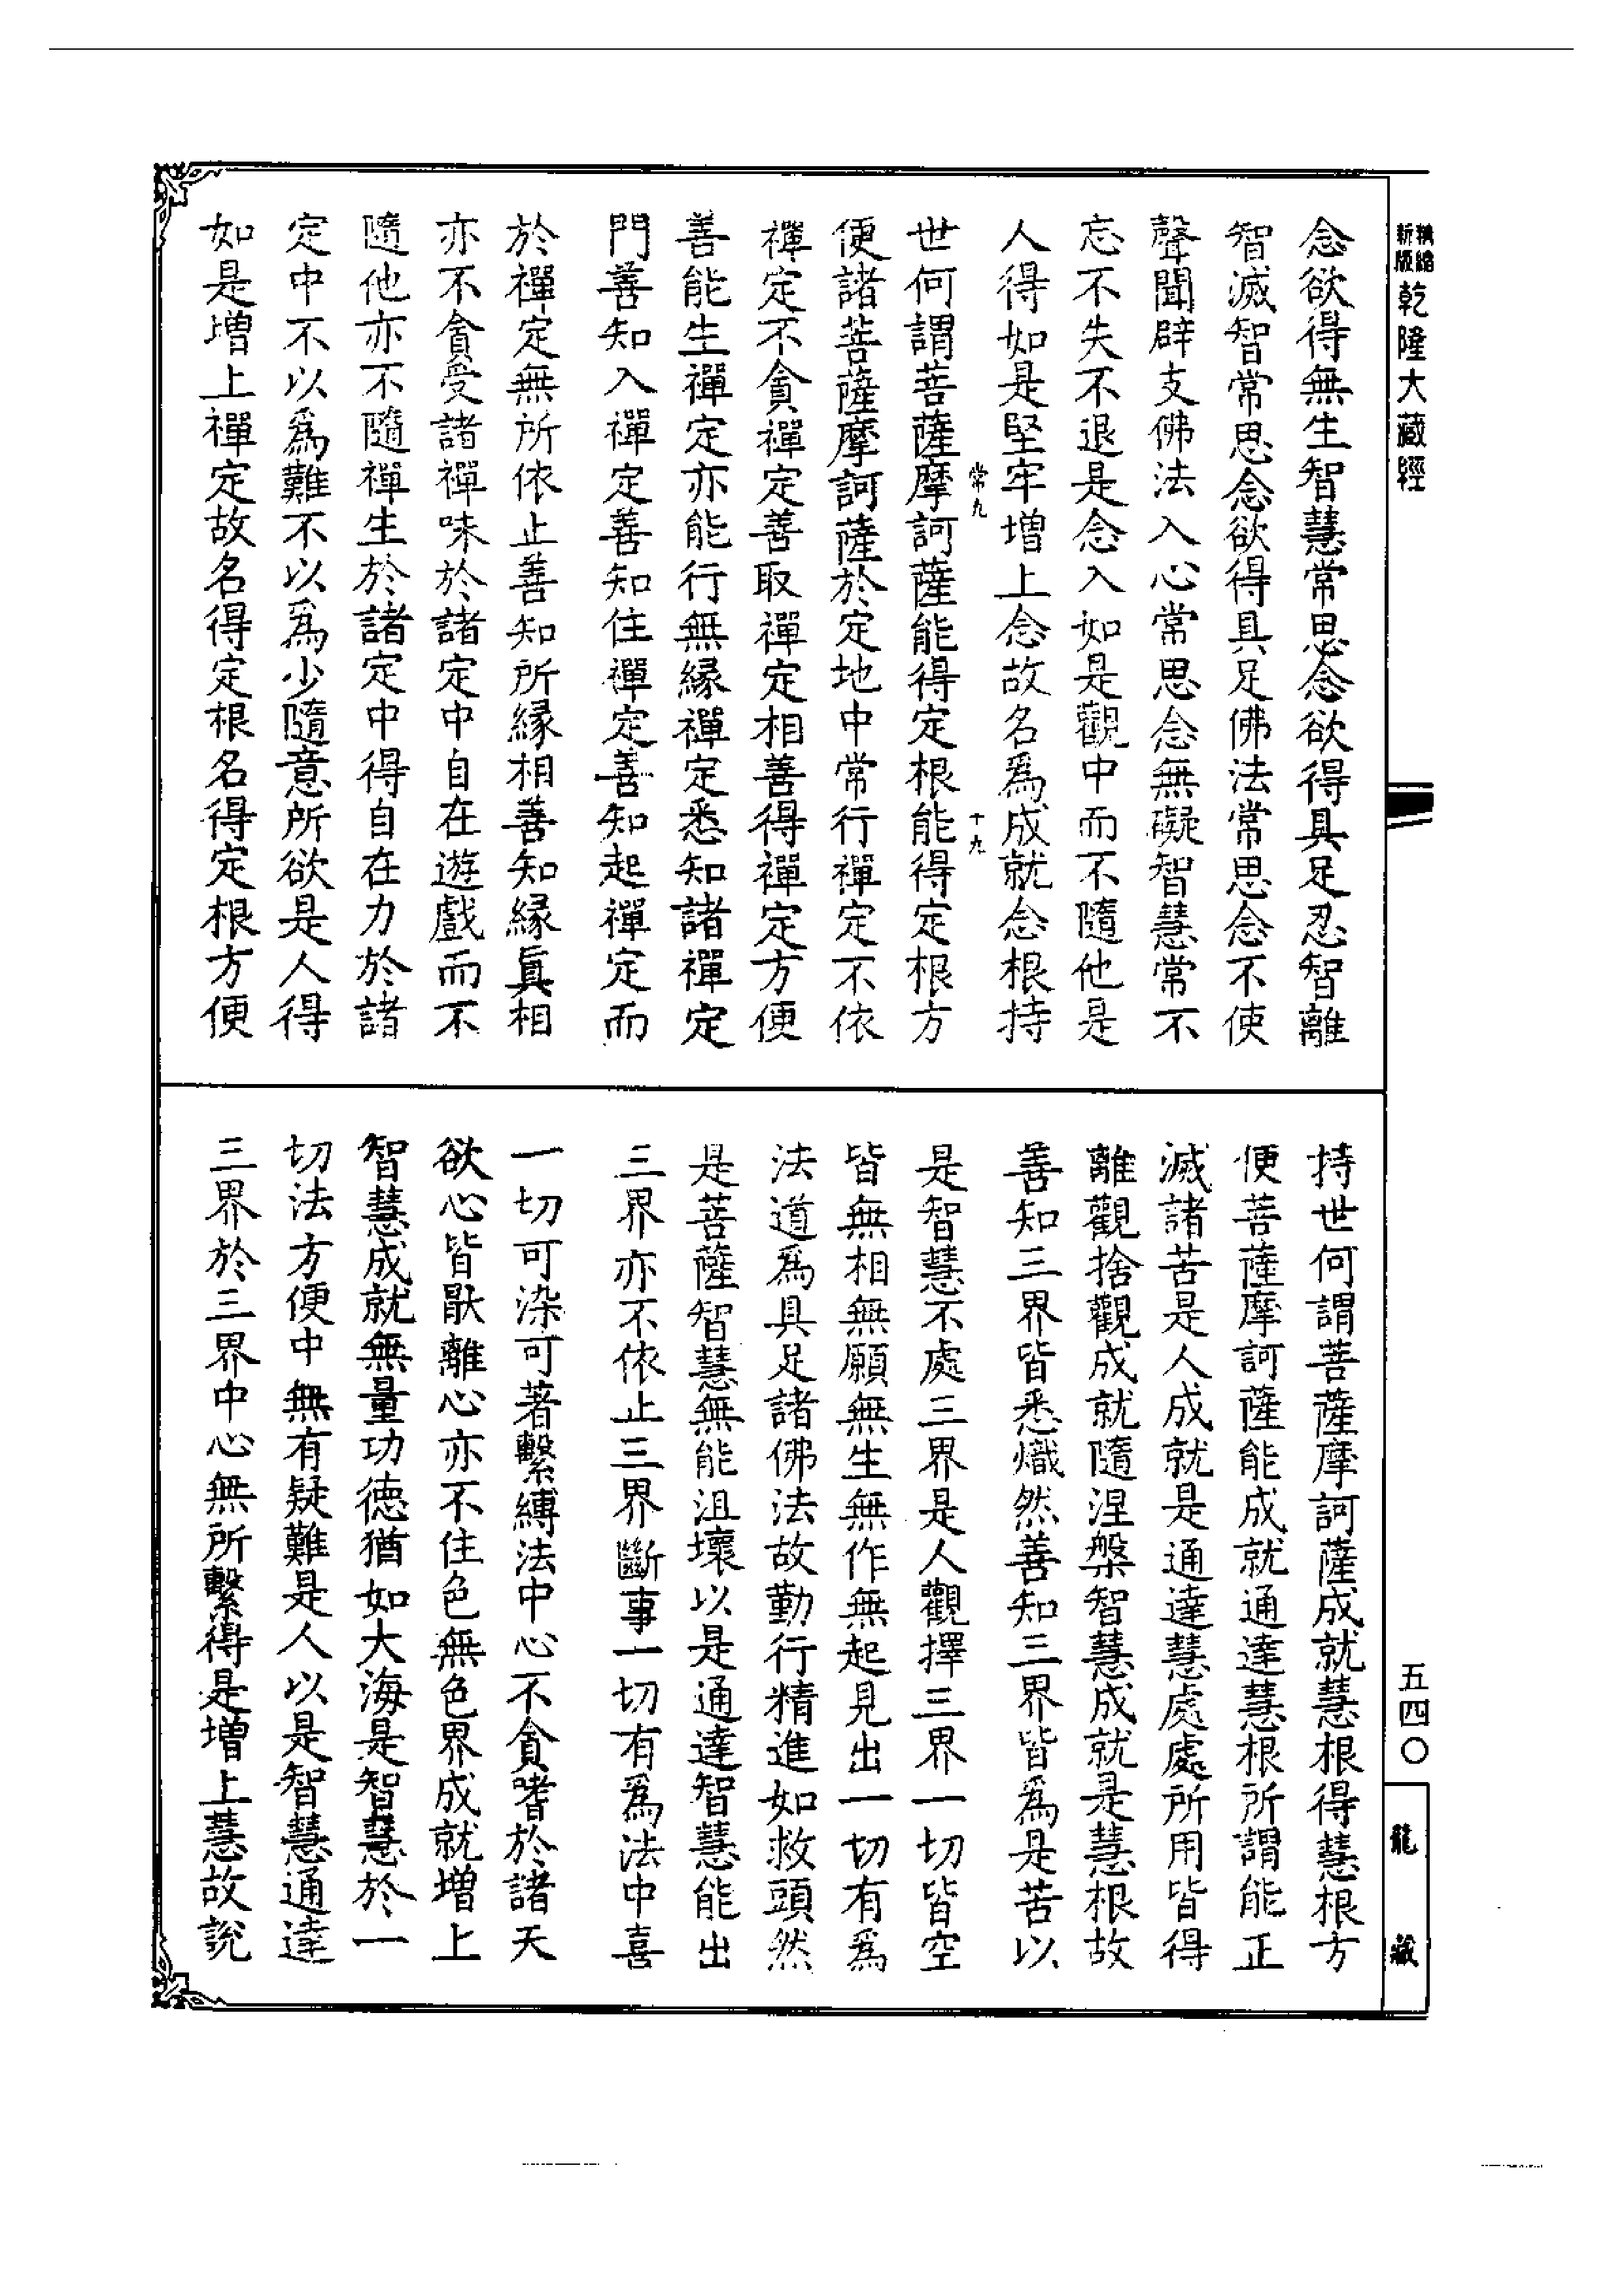 新編縮版乾隆大藏經
念欲得無生智慧常思念欲得具足忍智離
智滅智常思念欲得具足佛法常思念不使
聲聞辟支佛法入心常思念無礙智慧常不
忘不失不退是念入如是觀中而不隨他是
人得如是堅牢增上念故名爲成就念根持
常九
十九
世何謂菩薩摩訶薩能得定根能得定根方
便諸菩薩摩訶薩於定地中常行禪定不依
禪定不貪禪定善取禪定相善得禪定方便
善能生禪定亦能行無緣禪定悉知諸禪定
門善知入禪定善知住禪定善知起禪定而
於禪定無所依止善知所緣相善知緣眞相
亦不貪受諸禪味於諸定中自在遊戲而不
隨他亦不隨禪生於諸定中得自在力於諸
定中不以爲難不以爲少隨意所欲是人得
如是增上禪定故名得定根名得定根方便
持世何謂菩薩摩訶薩成就慧根得慧根方
便菩薩摩訶薩能成就通達慧根所謂能正
滅諸苦是人成就是通達慧處處所用皆得
離觀捨觀成就隨涅槃智慧成就是慧根故
善知三界皆悉熾然善知三界皆爲是苦以
是智慧不處三界是人觀擇三界一切皆空
皆無相無願無生無作無起見出一切有爲
法道爲具足諸佛法故勤行精進如救頭然
是菩薩智慧無能沮壞以是通達智慧能出
三界亦不依止三界斷事一切有爲法中喜
一切可染可著繫縛法中心不貪嗜於諸天
欲心皆厭離心亦不住色無色界成就增上
智慧成就無量功德猶如大海是智慧於一
切法方便中無有疑難是人以是智慧通達
三界於三界中心無所繫得是增上慧故說
五四〇
龍藏